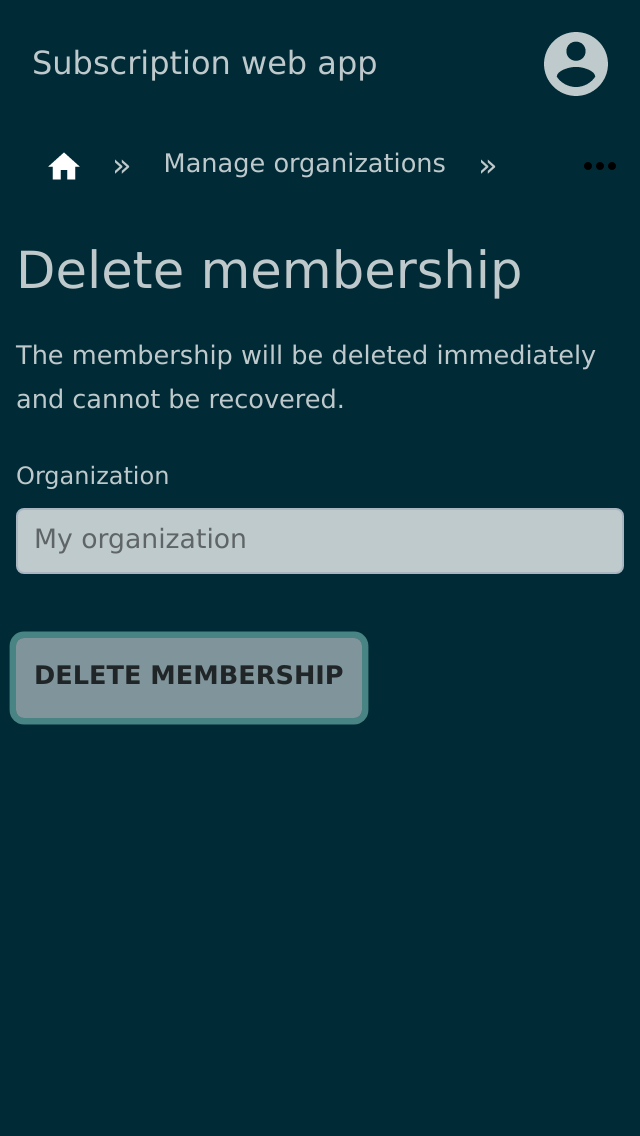 Subscription web app
» Manage organizations » •••
Delete membership
The membership will be deleted immediately
and cannot be recovered.
Organization
My organization
DELETE MEMBERSHIP